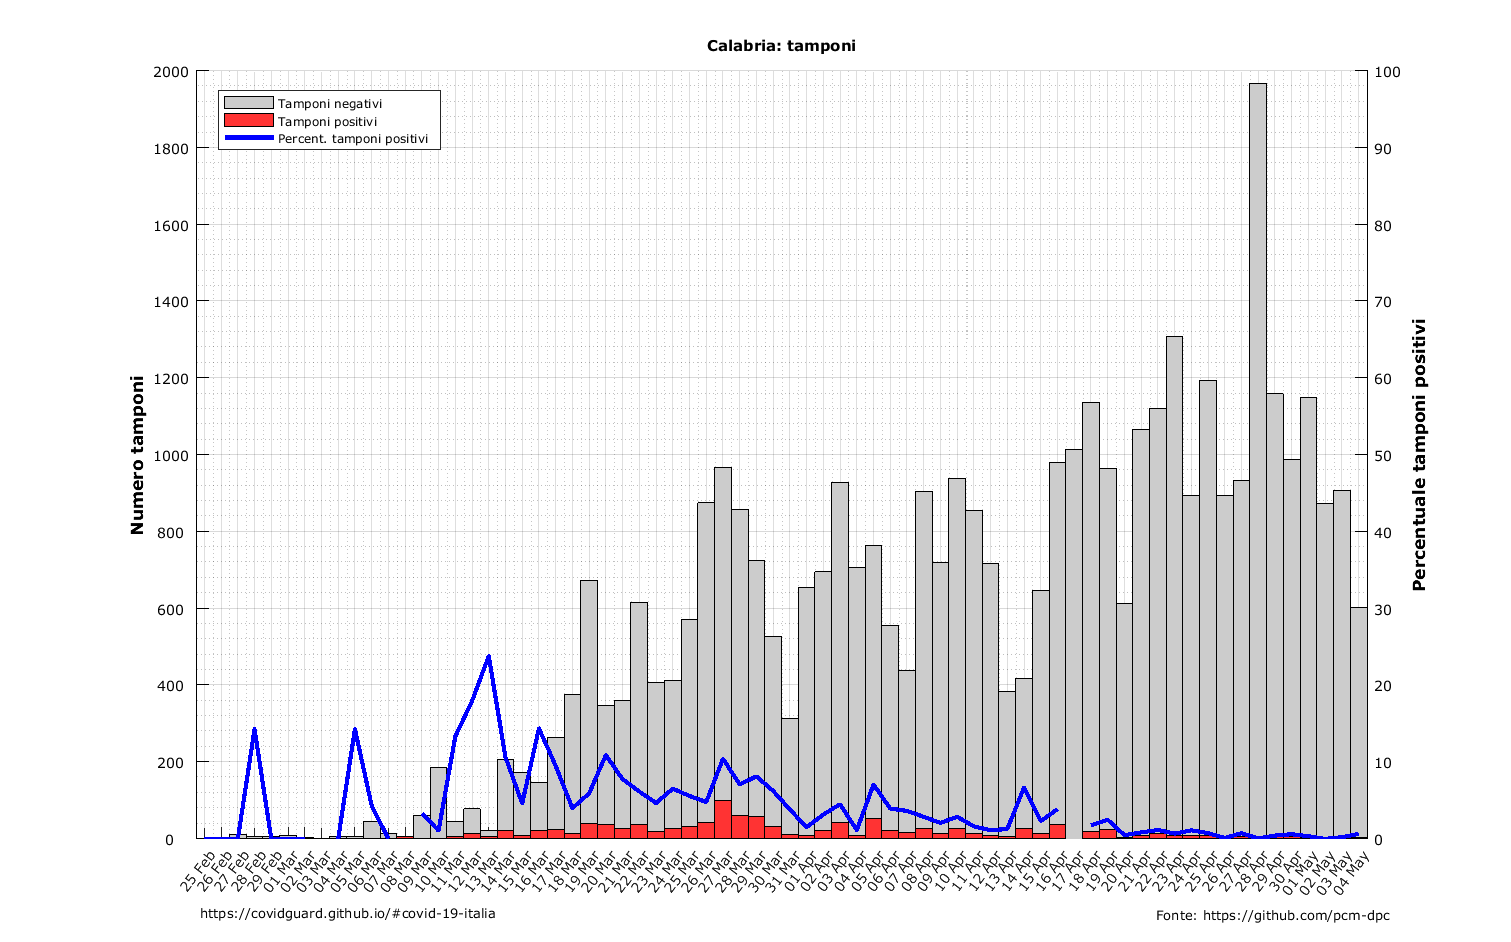 Calabria: tamponi
2000
1800
1600
1400
1200
1000
800
600
400
200
0
Numero tamponi
Tamponi negativi
Tamponi positivi
Percent. tamponi positivi
100
90
80
70
60
50
40
30
20
10
0
Percentuale tamponi positivi
25 Feb
26 Feb
27 Feb
28 Feb
29 Feb
01 Mar
02 Mar
03 Mar
04 Mar
05 Mar
06 Mar
07 Mar
08 Mar
09 Mar
10 Mar
11 Mar
12 Mar
13 Mar
14 Mar
15 Mar
16 Mar
17 Mar
18 Mar
19 Mar
20 Mar
21 Mar
22 Mar
23 Mar
24 Mar
25 Mar
26 Mar
27 Mar
28 Mar
29 Mar
30 Mar
31 Mar
01 Apr
02 Apr
03 Apr
04 Apr
05 Apr
06 Apr
07 Apr
08 Apr
09 Apr
10 Apr
11 Apr
12 Apr
13 Apr
14 Apr
15 Apr
16 Apr
17 Apr
18 Apr
19 Apr
20 Apr
21 Apr
22 Apr
23 Apr
24 Apr
25 Apr
26 Apr
27 Apr
28 Apr
29 Apr
30 Apr
01 May
02 May
03 May
04 May
https://covidguard.github.io/#covid-19-italia
Fonte: https://github.com/pcm-dpc